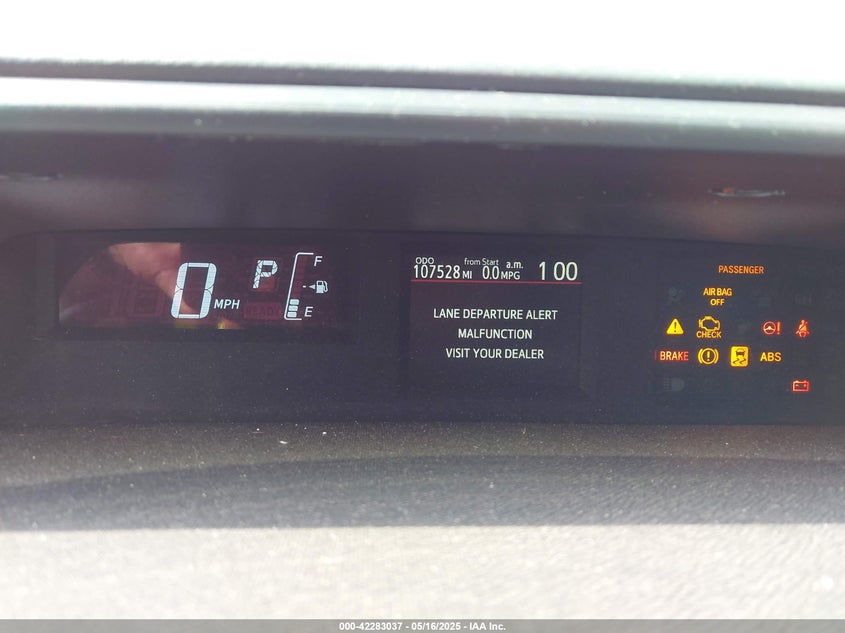 0 MPH
P
F
E
READY
ODO from Start a.m.
107528 MI 0.0 MPG 1 00
LANE DEPARTURE ALERT
MALFUNCTION
VISIT YOUR DEALER
PASSENGER
AIR BAG
OFF
CHECK
BRAKE ABS
000-42283037 - 05/16/2025 - IAA Inc.